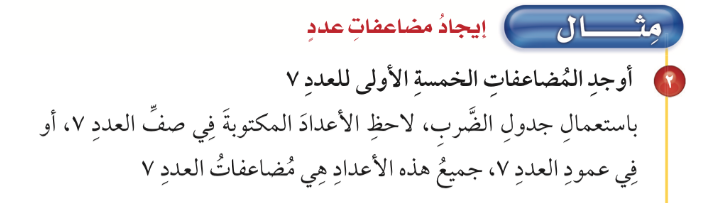 مِثـــــال إيجادُ مضاعفاتِ عددٍ
٢ أوجدِ المُضاعفاتِ الخمسةِ الأولى للعددِ ٧
باستعمالِ جدولِ الضَّربِ، لاحظِ الأعدادَ المكتوبةَ فِي صفِّ العددِ ٧، أو
فِي عمودِ العددِ ٧، جميعُ هذه الأعدادِ هِي مُضاعفاتُ العددِ ٧